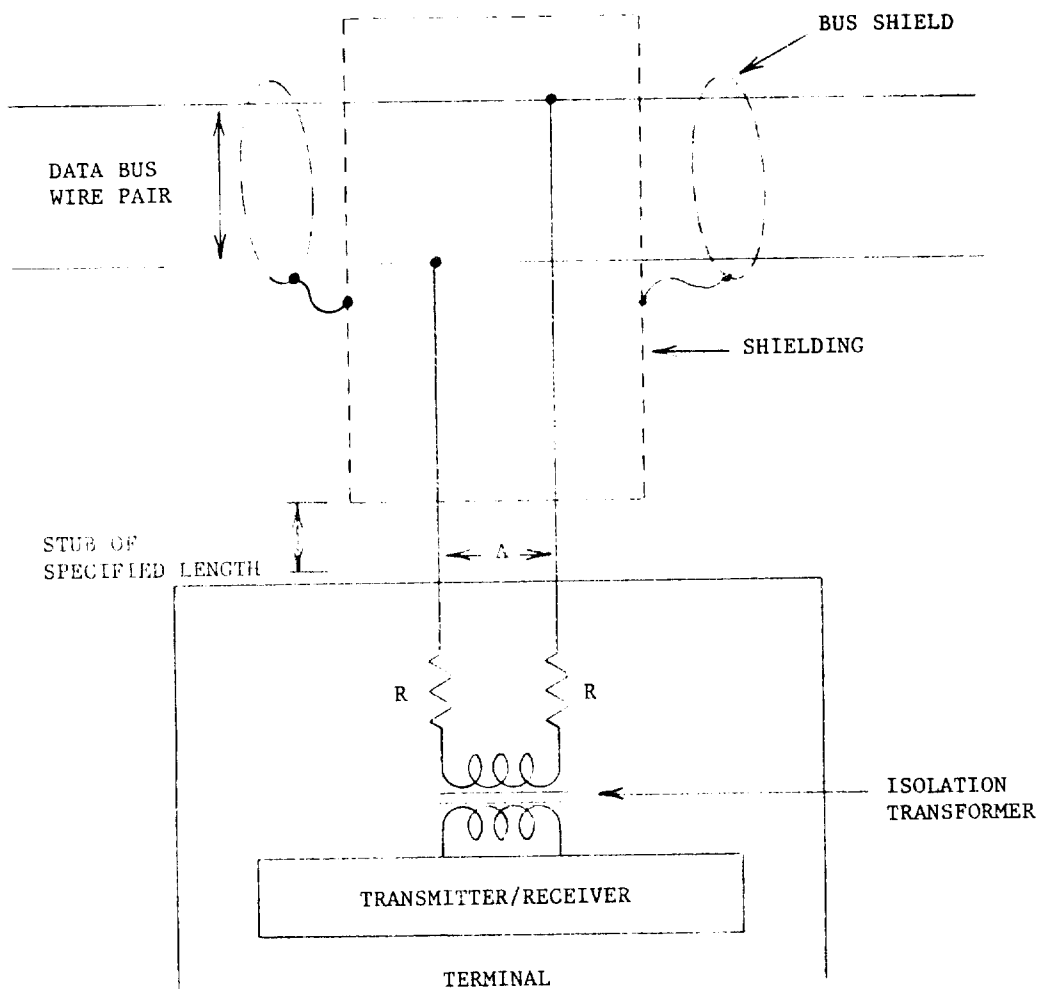 BUS SHIELD
DATA BUS
WIRE PAIR
SHIELDING
STUB OF
SPECIFIED LENGTH
A
R
R
ISOLATION
TRANSFORMER
TRANSMITTER/RECEIVER
TERMINAL